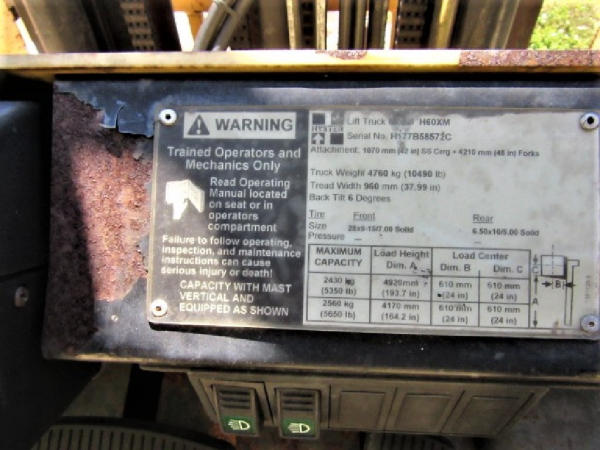 WARNING
Trained Operators and
Mechanics Only
Read Operating
Manual located
on seat or in
operators
compartment
Failure to follow operating,
inspection, and maintenance
instructions can cause
serious injury or death!
CAPACITY WITH MAST
VERTICAL AND
EQUIPPED AS SHOWN
HYSTER
Lift Truck H60XM
Serial No. H177B58572C
Attachment: 1070 mm (42 in) SS Carg + 4210 mm (48 in) Forks
Truck Weight 4760 kg (10490 lb)
Tread Width 960 mm (37.99 in)
Back Tilt 6 Degrees
Tire Front Rear
Size 28x9-15/7.00 Solid 6.50x10/5.00 Solid
Pressure -- --
MAXIMUM CAPACITY Load Height Dim. A Load Center Dim. B Dim. C
2430 kg 4920mm 610 mm 610 mm
(5350 lb) (193.7 in) (24 in) (24 in)
2560 kg 4170 mm 610 mm 610 mm
(5650 lb) (164.2 in) (24 in) (24 in)
C
B
A